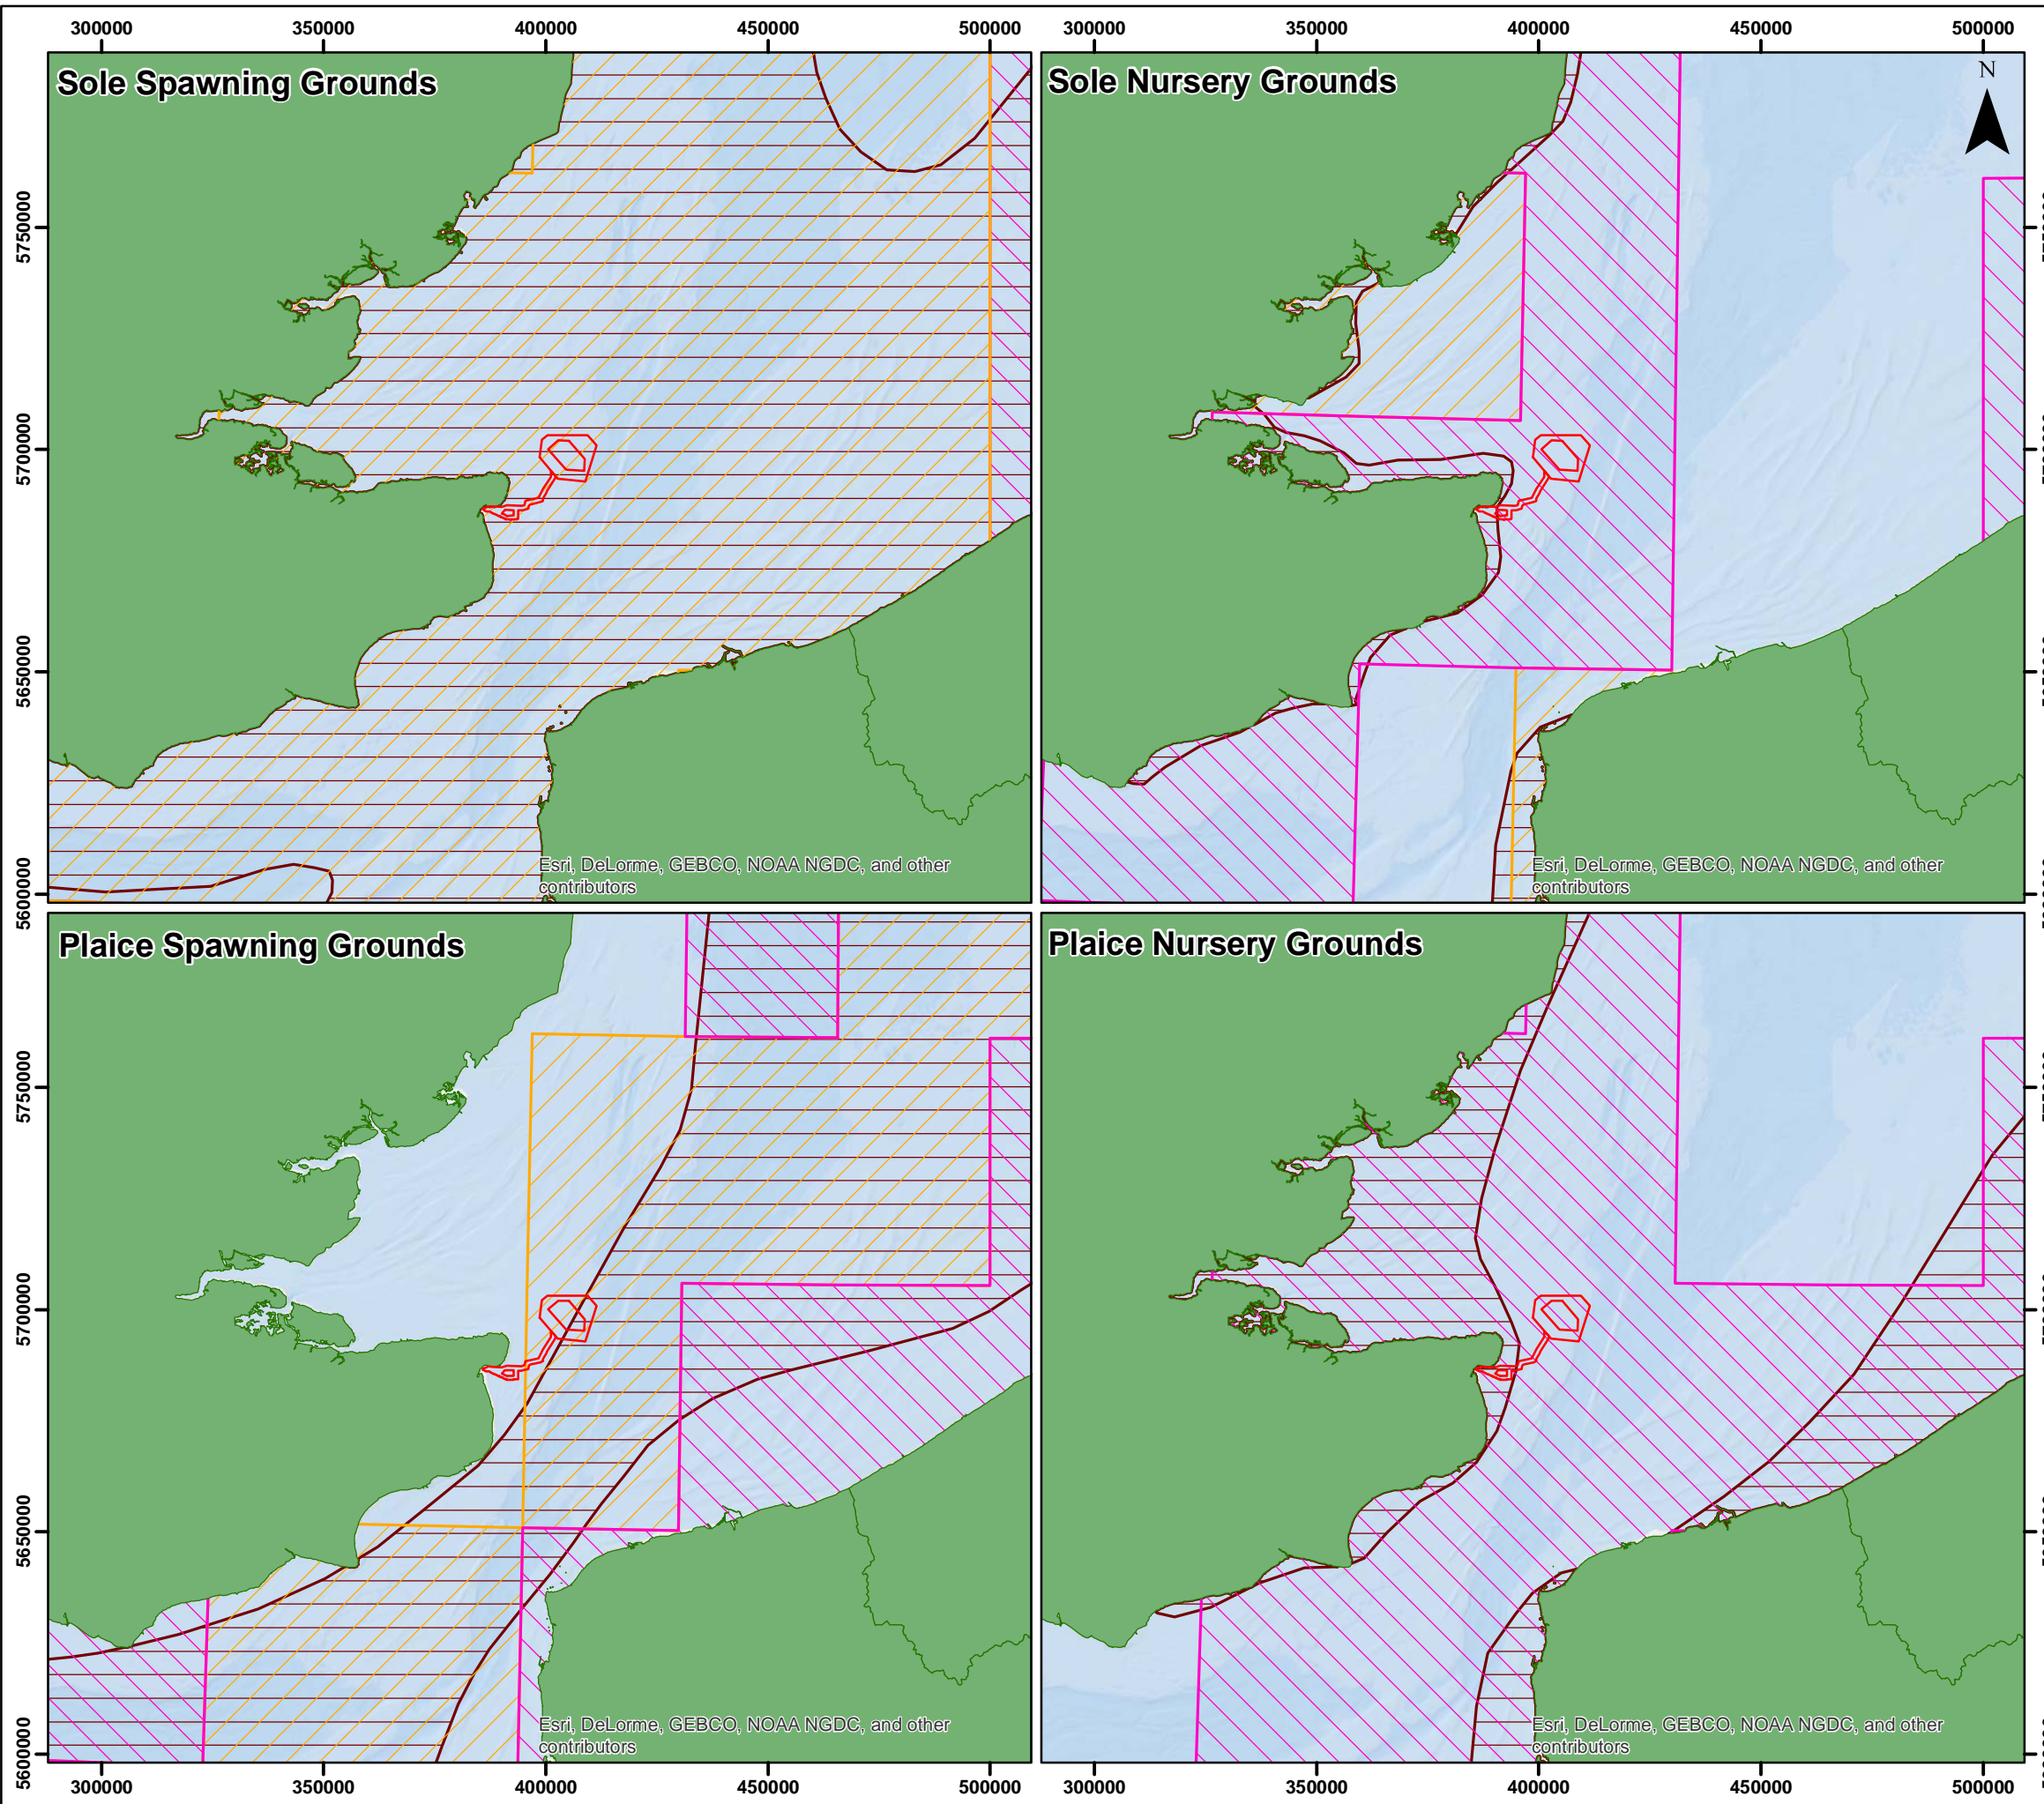 300000 350000 400000 450000 500000 300000 350000 400000 450000 500000
Sole Spawning Grounds
Sole Nursery Grounds
N
5750000
5700000
5650000
5600000
Esri, DeLorme, GEBCO, NOAA NGDC, and other
contributors
Esri, DeLorme, GEBCO, NOAA NGDC, and other
contributors
Plaice Spawning Grounds
Plaice Nursery Grounds
5750000
5700000
5650000
5600000
Esri, DeLorme, GEBCO, NOAA NGDC, and other
contributors
Esri, DeLorme, GEBCO, NOAA NGDC, and other
contributors
300000 350000 400000 450000 500000 300000 350000 400000 450000 500000